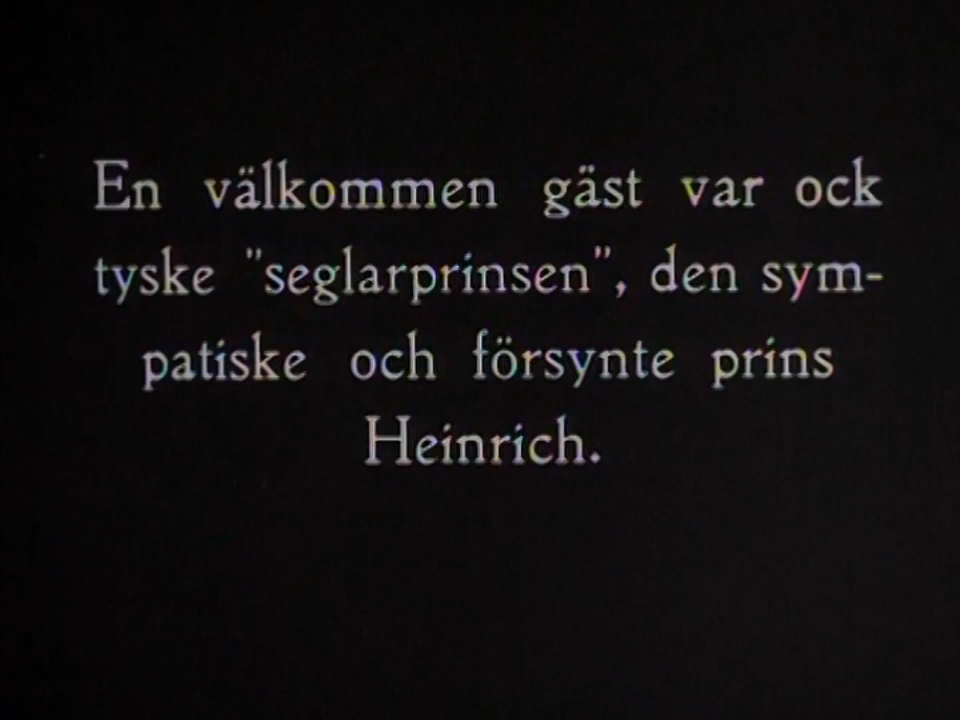 En välkommen gäst var ock
tyske "seglarprinsen", den sym-
patiske och försynte prins
Heinrich.